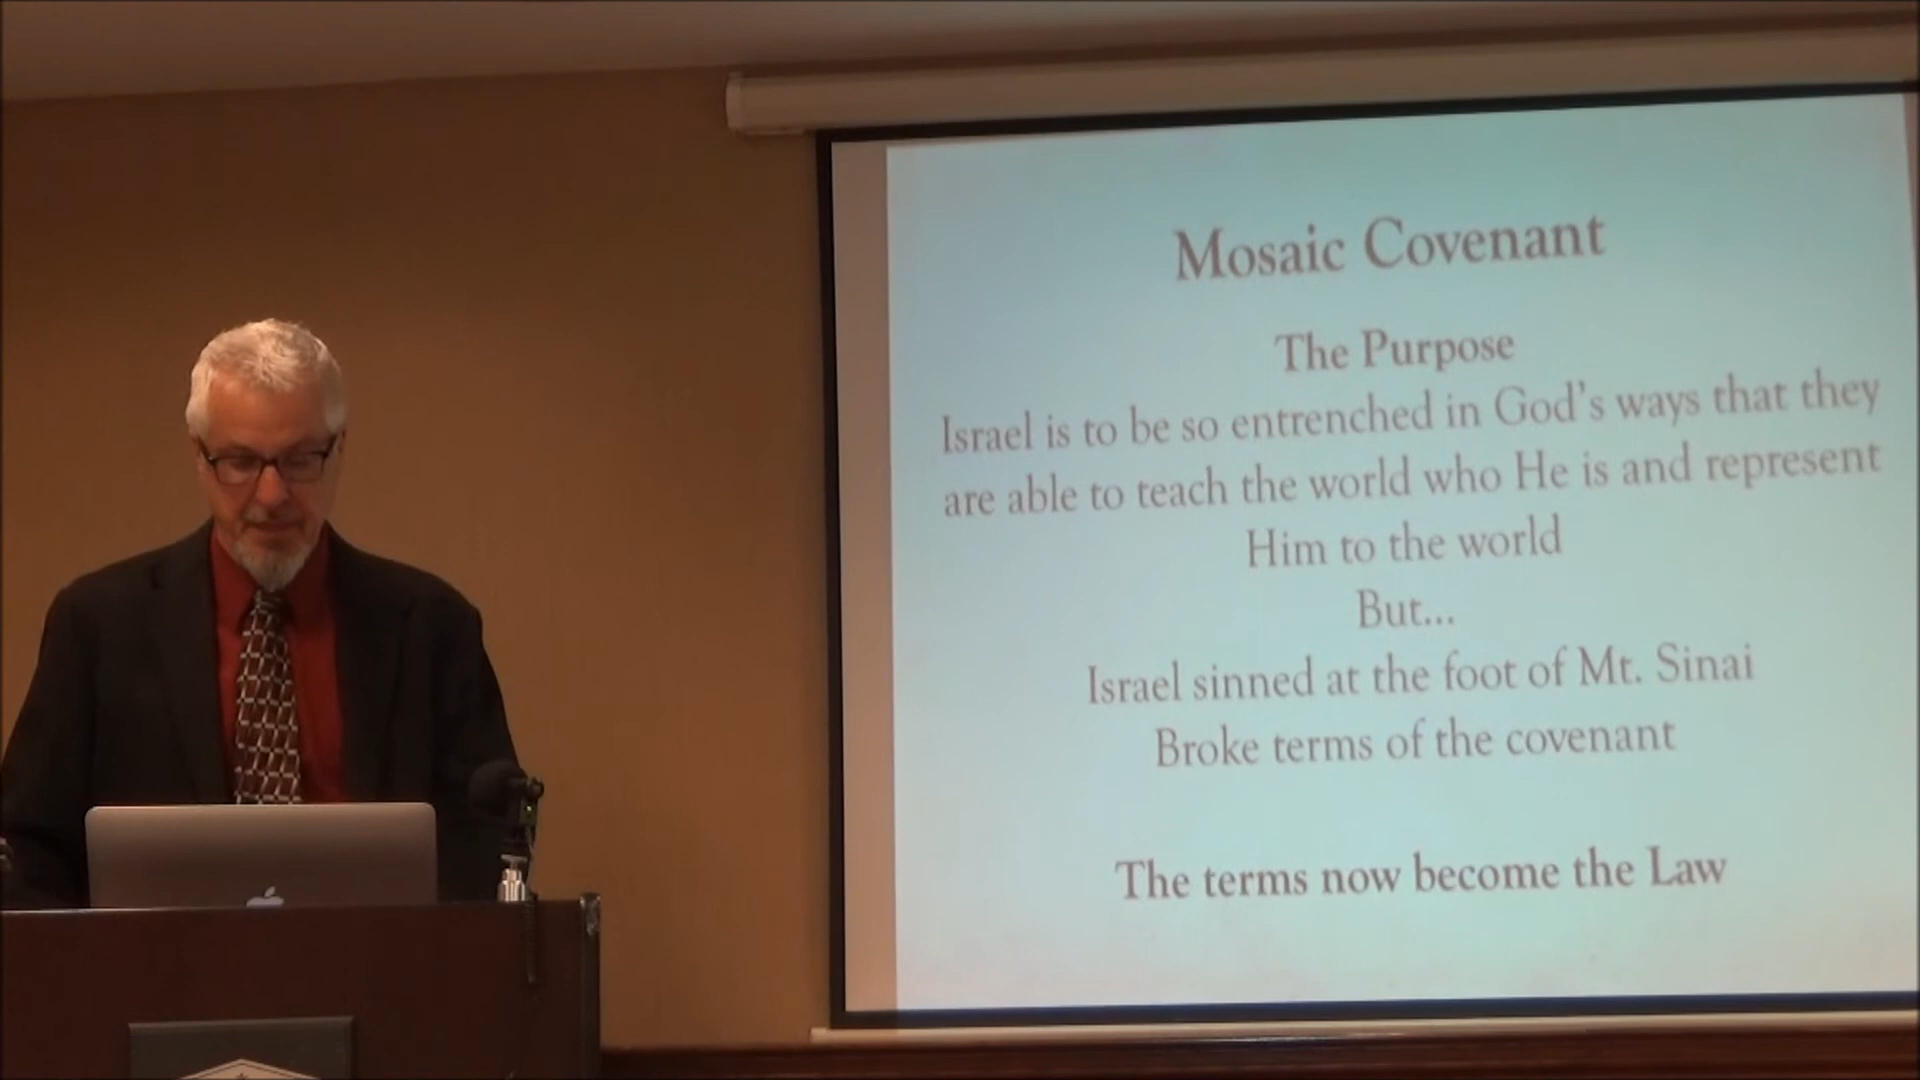 Mosaic Covenant
The Purpose
Israel is to be so entrenched in God's ways that they
are able to teach the world who He is and represent
Him to the world
But...
Israel sinned at the foot of Mt. Sinai
Broke terms of the covenant
The terms now become the Law